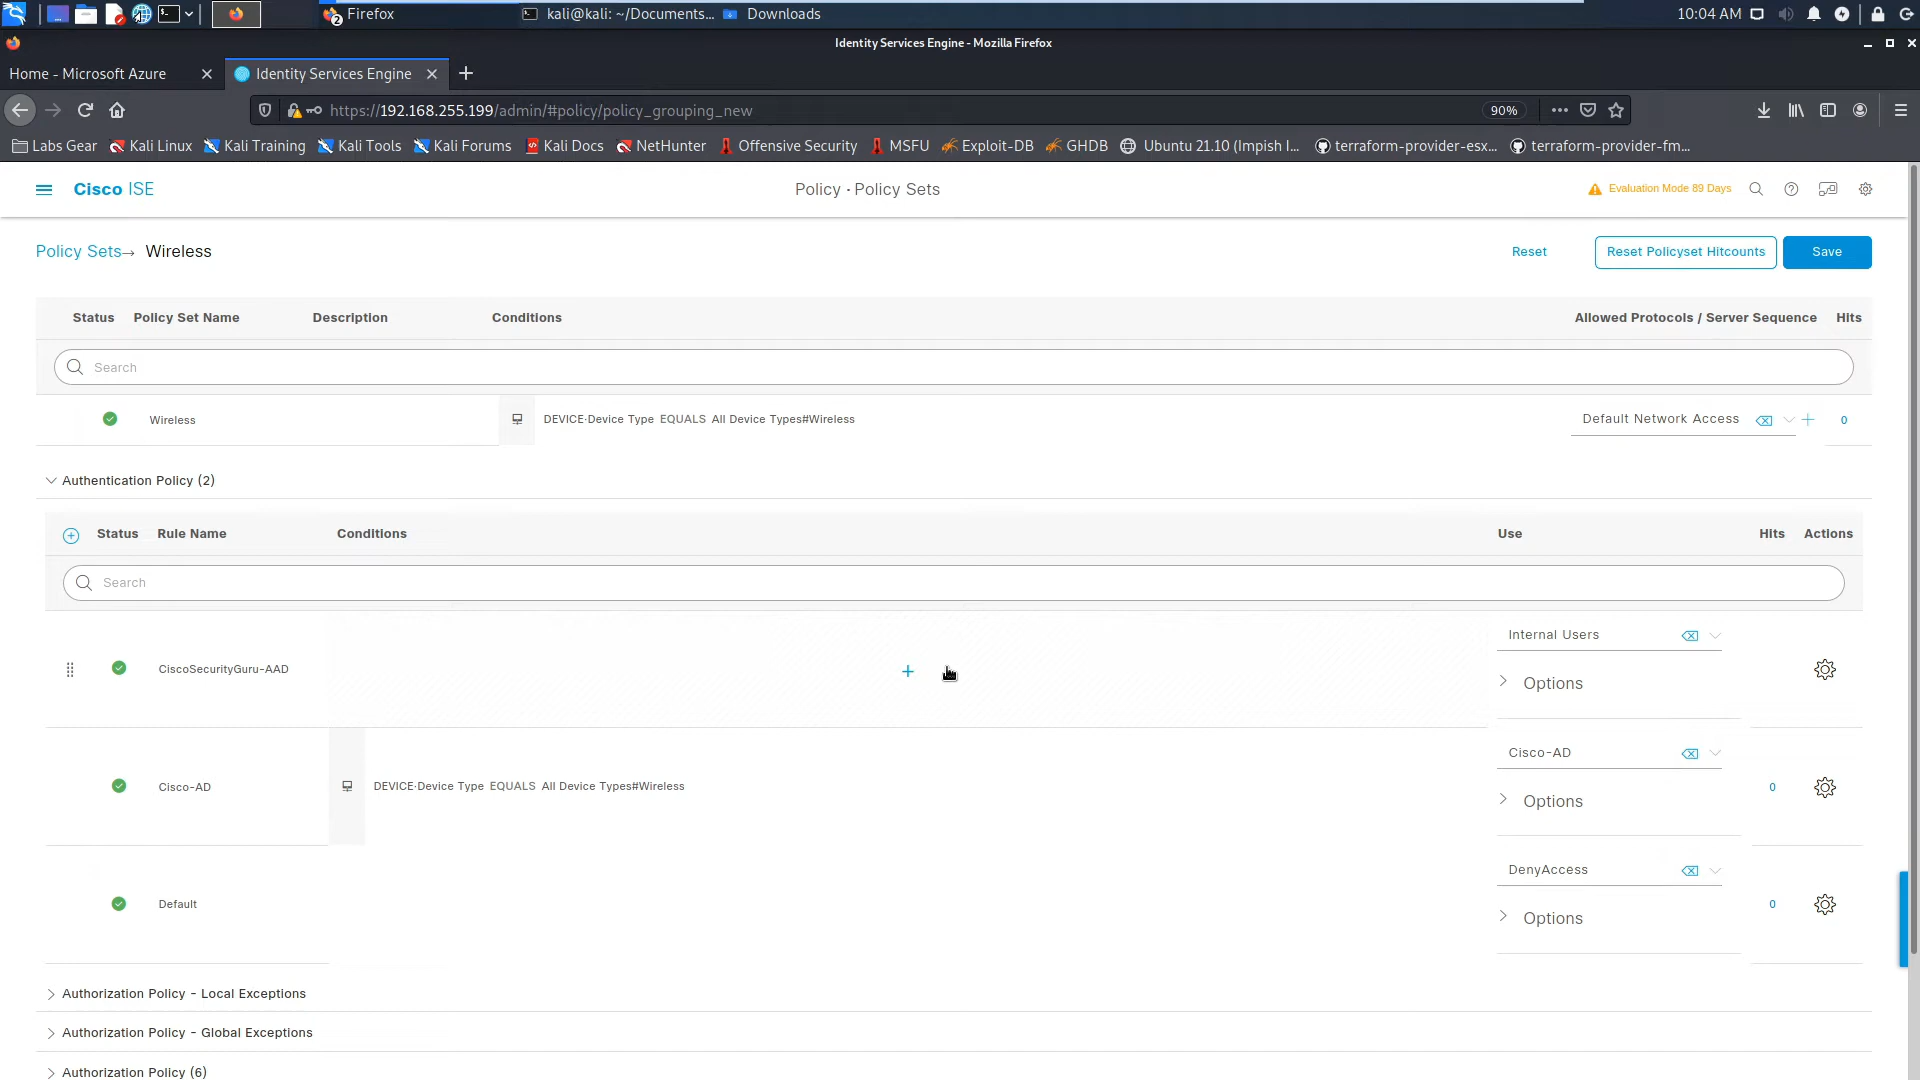 Firefox
2
kali@kali: ~/Documents...
Downloads
10:04 AM
Identity Services Engine - Mozilla Firefox
Home - Microsoft Azure
Identity Services Engine
https://192.168.255.199/admin/#policy/policy_grouping_new
90%
Labs Gear
Kali Linux
Kali Training
Kali Tools
Kali Forums
Kali Docs
NetHunter
Offensive Security
MSFU
Exploit-DB
GHDB
Ubuntu 21.10 (Impish I...
terraform-provider-esx...
terraform-provider-fm...
Cisco ISE
Policy · Policy Sets
Evaluation Mode 89 Days
Policy Sets→ Wireless
Reset
Reset Policyset Hitcounts
Save
Status Policy Set Name Description Conditions Allowed Protocols / Server Sequence Hits
Search
Wireless DEVICE·Device Type EQUALS All Device Types#Wireless Default Network Access 0
Authentication Policy (2)
Status Rule Name Conditions Use Hits Actions
Search
CiscoSecurityGuru-AAD Internal Users
Options
Cisco-AD DEVICE·Device Type EQUALS All Device Types#Wireless Cisco-AD 0
Options
Default DenyAccess 0
Options
Authorization Policy - Local Exceptions
Authorization Policy - Global Exceptions
Authorization Policy (6)